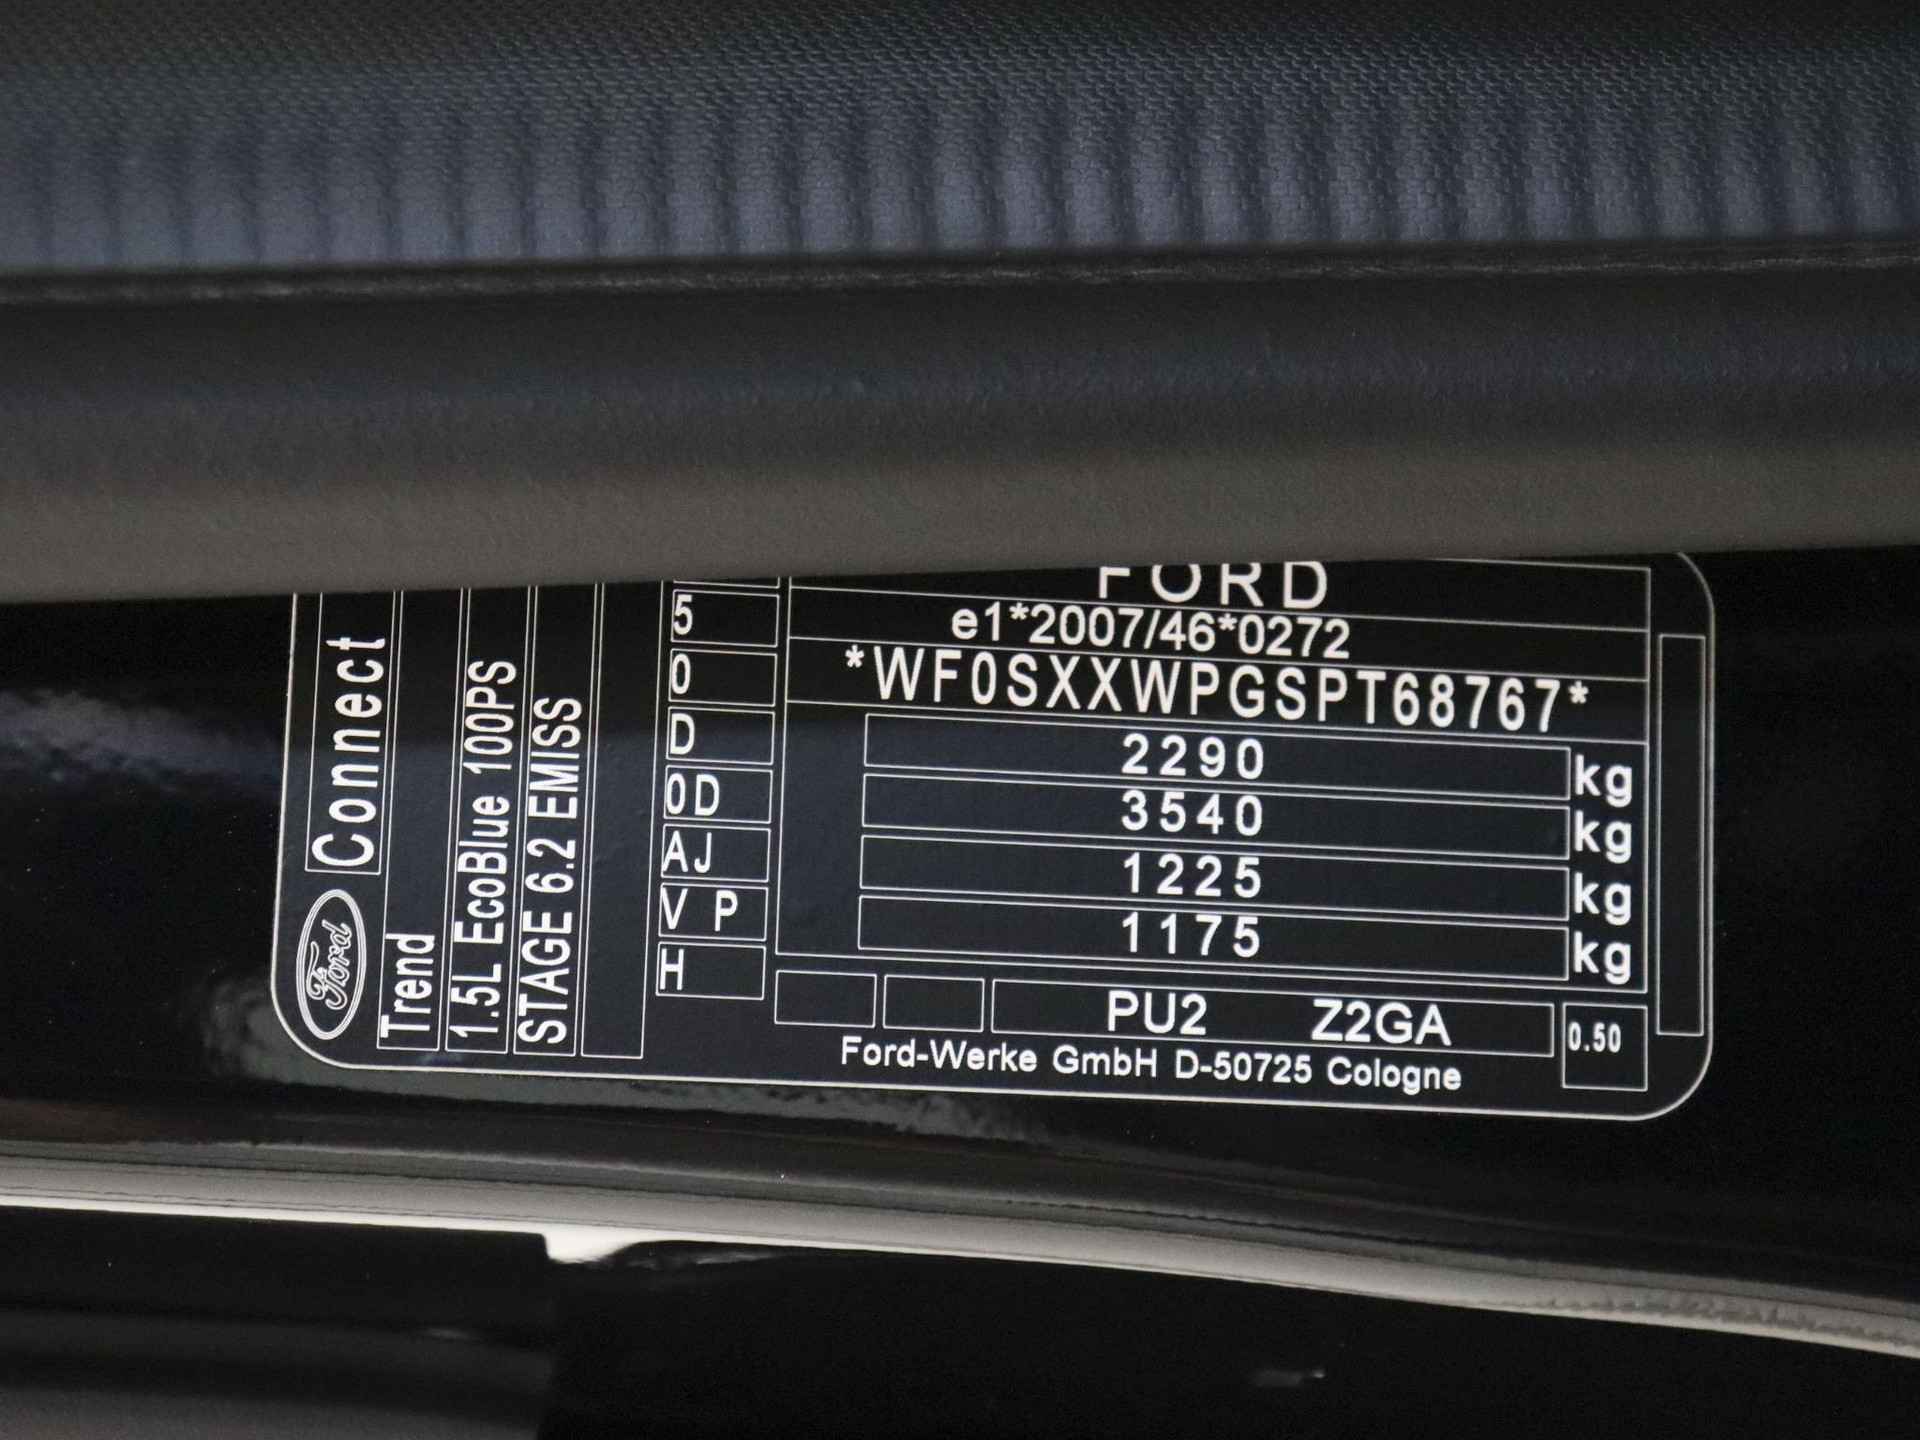 FORD
e1*2007/46*0272
*WF0SXXWPGSPT68767*
2290 kg
3540 kg
1225 kg
1175 kg
PU2 Z2GA
0.50
Ford-Werke GmbH D-50725 Cologne
5
0
D
0D
AJ
V P
H
Ford
Connect
Trend
1.5L EcoBlue 100PS
STAGE 6.2 EMISS